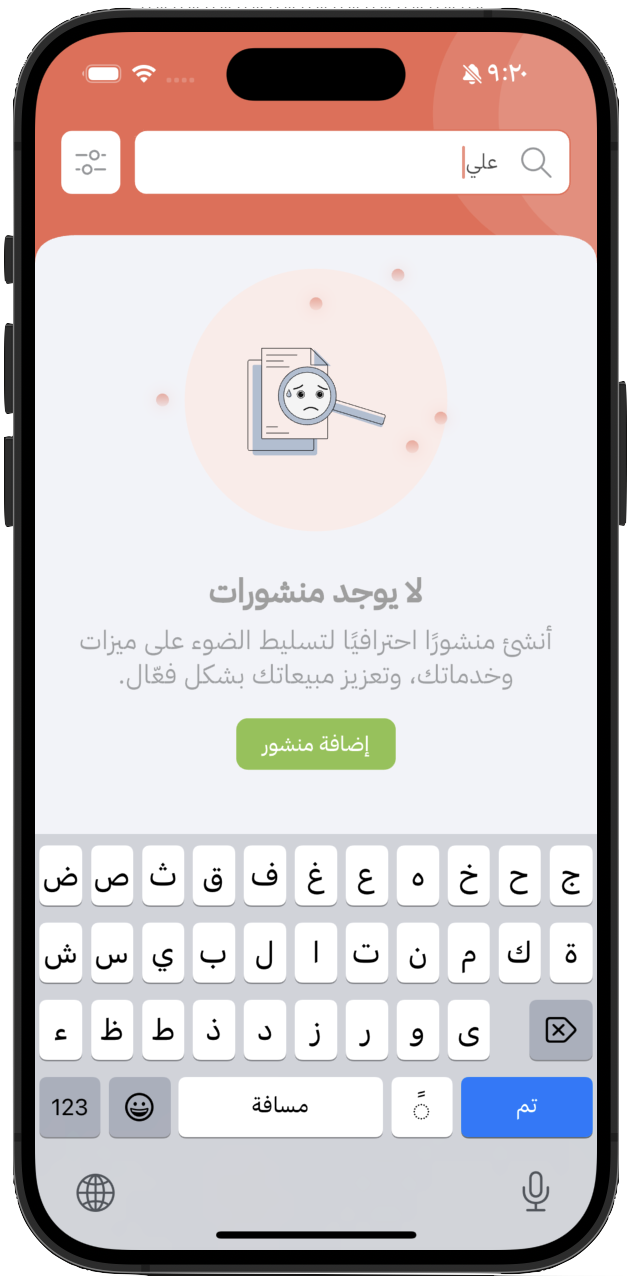 ٩:٢٠
علي
لا يوجد منشورات
أنشئ منشورًا احترافيًا لتسليط الضوء على ميزات
وخدماتك، وتعزيز مبيعاتك بشكل فعّال.
إضافة منشور
ج ح خ ه ع غ ف ق ث ص ض
ة ك م ن ت ا ل ب ي س ش
ى و ر ز د ذ ط ظ ء
تم مسافة 123